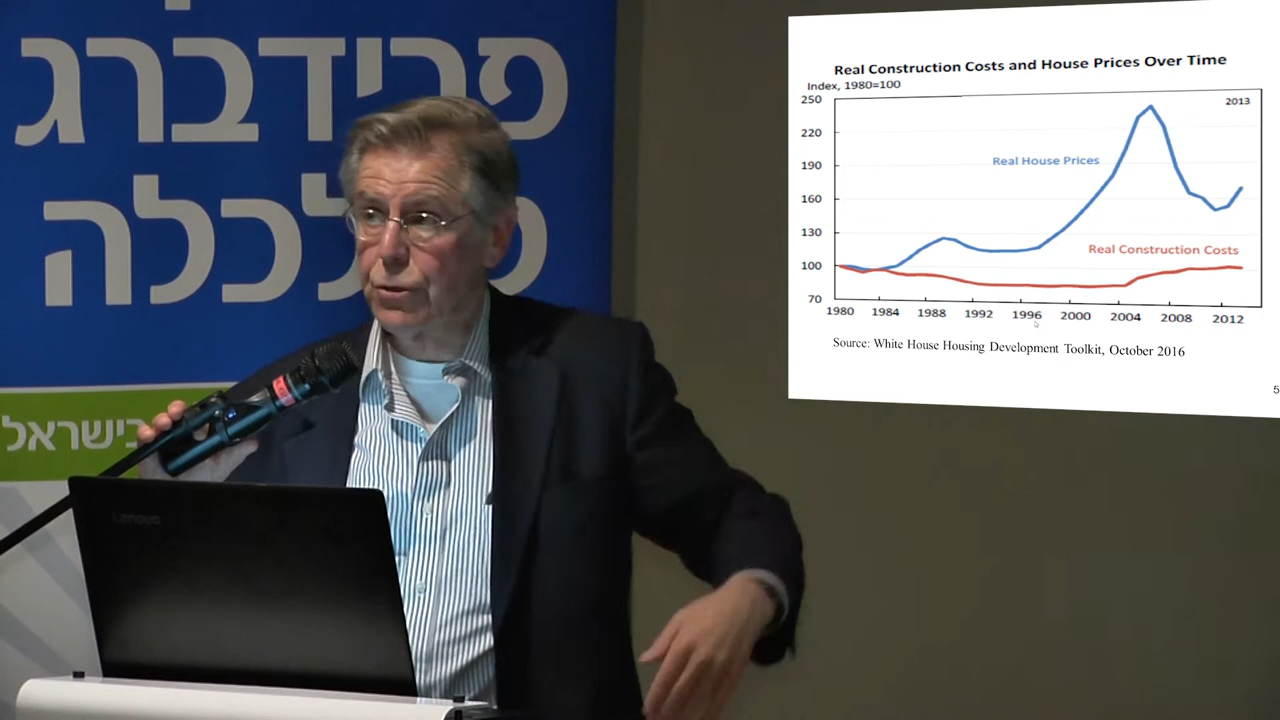 פרידברג
לכלכלה
בישראל
Lenovo
Real Construction Costs and House Prices Over Time
Index, 1980=100
250
2013
220
190
Real House Prices
160
130
Real Construction Costs
100
70
1980 1984 1988 1992 1996 2000 2004 2008 2012
Source: White House Housing Development Toolkit, October 2016
5